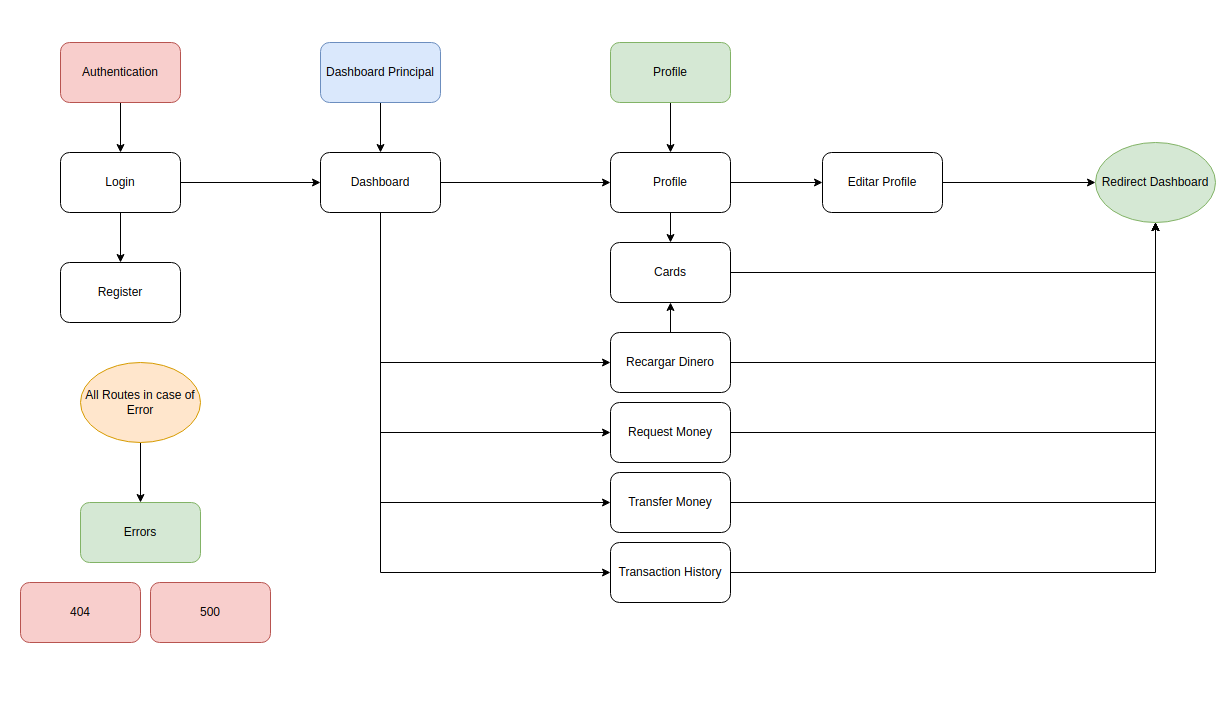 Authentication
Dashboard Principal
Profile
Login
Dashboard
Profile
Editar Profile
Redirect Dashboard
Cards
Register
Recargar Dinero
All Routes in case of
Error
Request Money
Transfer Money
Errors
Transaction History
404
500